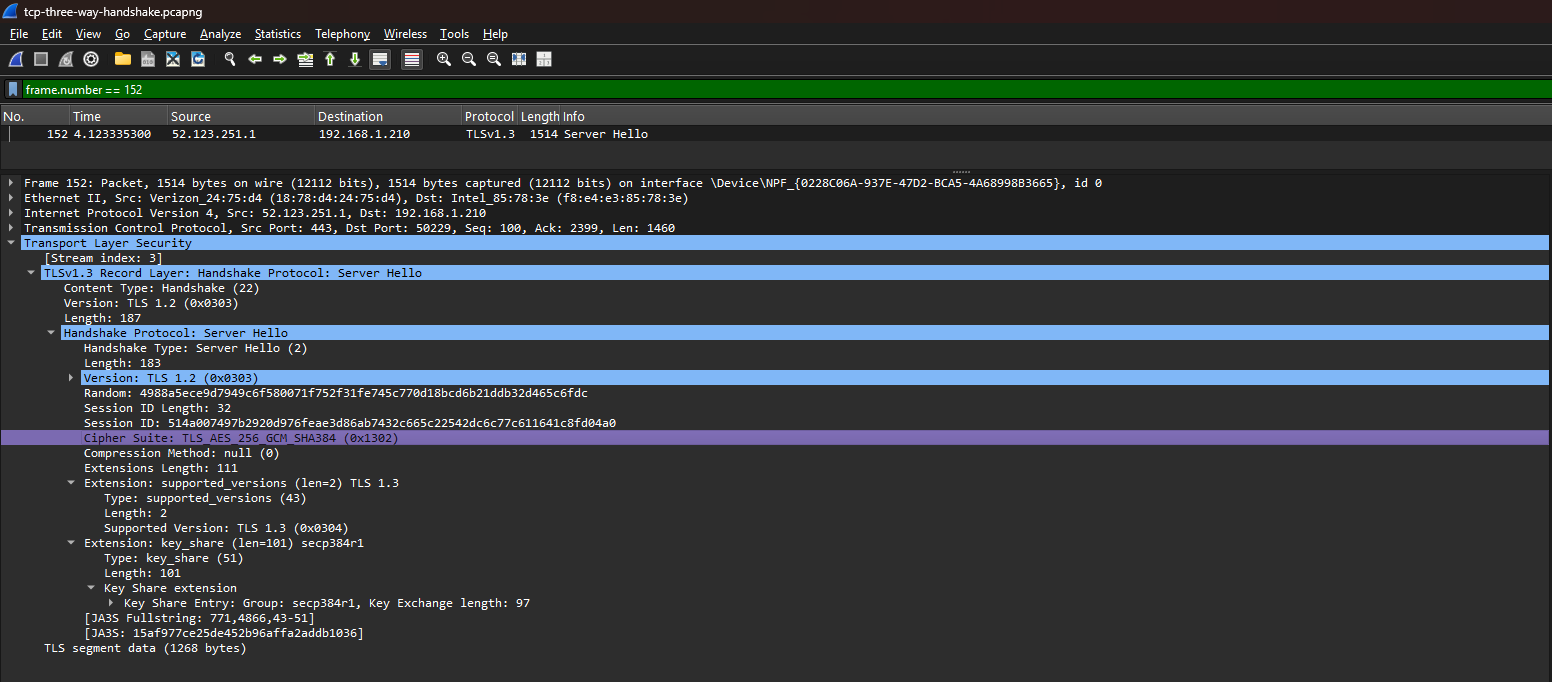 tcp-three-way-handshake.pcapng
File Edit View Go Capture Analyze Statistics Telephony Wireless Tools Help
frame.number == 152
No. Time Source Destination Protocol Length Info
152 4.123335300 52.123.251.1 192.168.1.210 TLSv1.3 1514 Server Hello
Frame 152: Packet, 1514 bytes on wire (12112 bits), 1514 bytes captured (12112 bits) on interface \Device\NPF_{0228C06A-937E-47D2-BCA5-4A68998B3665}, id 0
Ethernet II, Src: Verizon_24:75:d4 (18:78:d4:24:75:d4), Dst: Intel_85:78:3e (f8:e4:e3:85:78:3e)
Internet Protocol Version 4, Src: 52.123.251.1, Dst: 192.168.1.210
Transmission Control Protocol, Src Port: 443, Dst Port: 50229, Seq: 100, Ack: 2399, Len: 1460
Transport Layer Security
[Stream index: 3]
TLSv1.3 Record Layer: Handshake Protocol: Server Hello
Content Type: Handshake (22)
Version: TLS 1.2 (0x0303)
Length: 187
Handshake Protocol: Server Hello
Handshake Type: Server Hello (2)
Length: 183
Version: TLS 1.2 (0x0303)
Random: 4988a5ece9d7949c6f580071f752f31fe745c770d18bcd6b21ddb32d465c6fdc
Session ID Length: 32
Session ID: 514a007497b2920d976feae3d86ab7432c665c22542dc6c77c611641c8fd04a0
Cipher Suite: TLS_AES_256_GCM_SHA384 (0x1302)
Compression Method: null (0)
Extensions Length: 111
Extension: supported_versions (len=2) TLS 1.3
Type: supported_versions (43)
Length: 2
Supported Version: TLS 1.3 (0x0304)
Extension: key_share (len=101) secp384r1
Type: key_share (51)
Length: 101
Key Share extension
Key Share Entry: Group: secp384r1, Key Exchange length: 97
[JA3S Fullstring: 771,4866,43-51]
[JA3S: 15af977ce25de452b96affa2addb1036]
TLS segment data (1268 bytes)